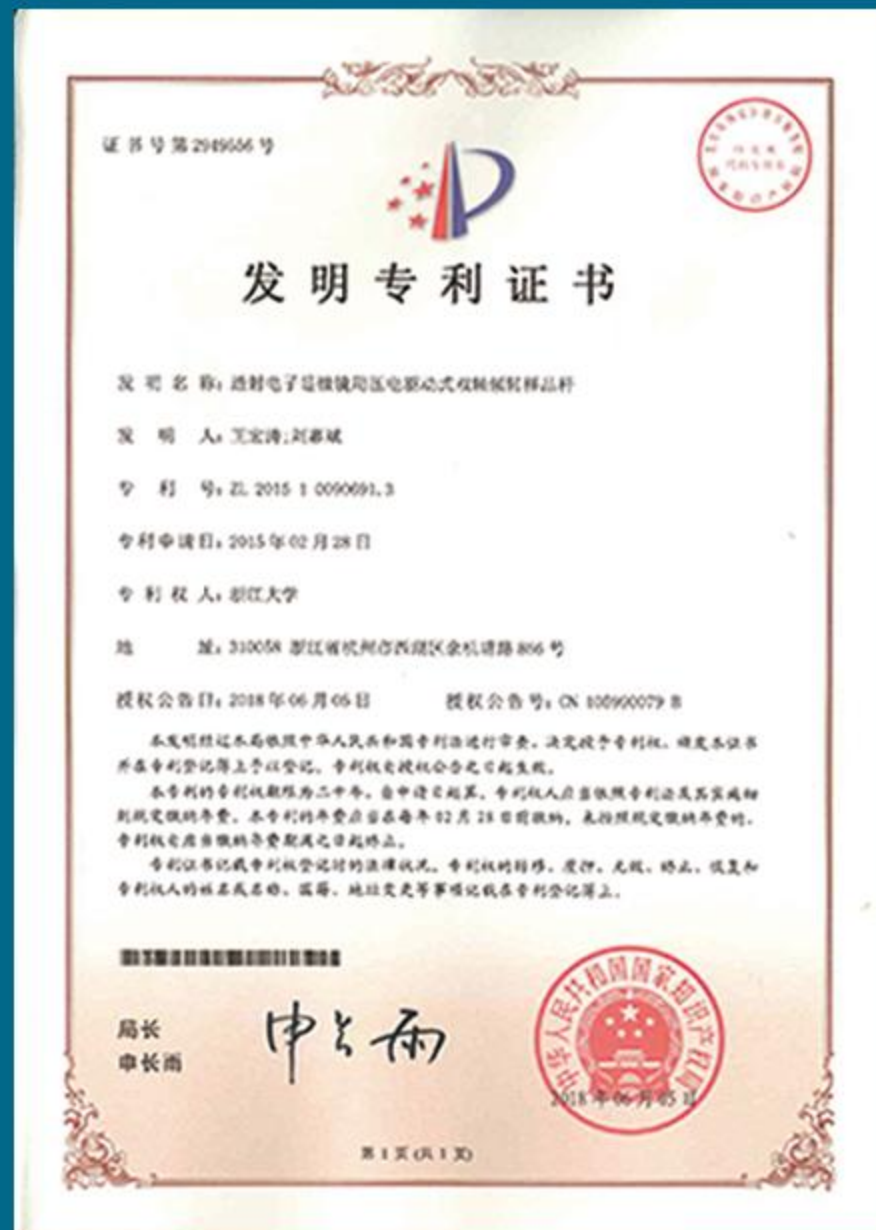 证书号第2949556号
发明专利证书
发明名称：透射电子显微镜用压电驱动式双轴倾转样品杆
发明人：王宏涛;刘嘉斌
专利号：ZL 2015 1 0090691.3
专利申请日：2015年02月28日
专利权人：浙江大学
地址：310058 浙江省杭州市西湖区余杭塘路866号
授权公告日：2018年06月05日 授权公告号：CN 105990079 B
本发明经过本局依照中华人民共和国专利法进行审查，决定授予专利权，颁发本证书
并在专利登记簿上予以登记。专利权自授权公告之日起生效。
本专利的专利权期限为二十年，自申请日起算。专利权人应当依照专利法及其实施细
则规定缴纳年费。本专利的年费应当在每年02月28日前缴纳。未按照规定缴纳年费的，
专利权自应当缴纳年费期满之日起终止。
专利证书记载专利权登记时的法律状况。专利权的转移、质押、无效、终止、恢复和
专利权人的姓名或名称、国籍、地址变更等事项记载在专利登记簿上。
局长
申长雨
申长雨
中华人民共和国国家知识产权局
2018年06月05日
第1页(共1页)